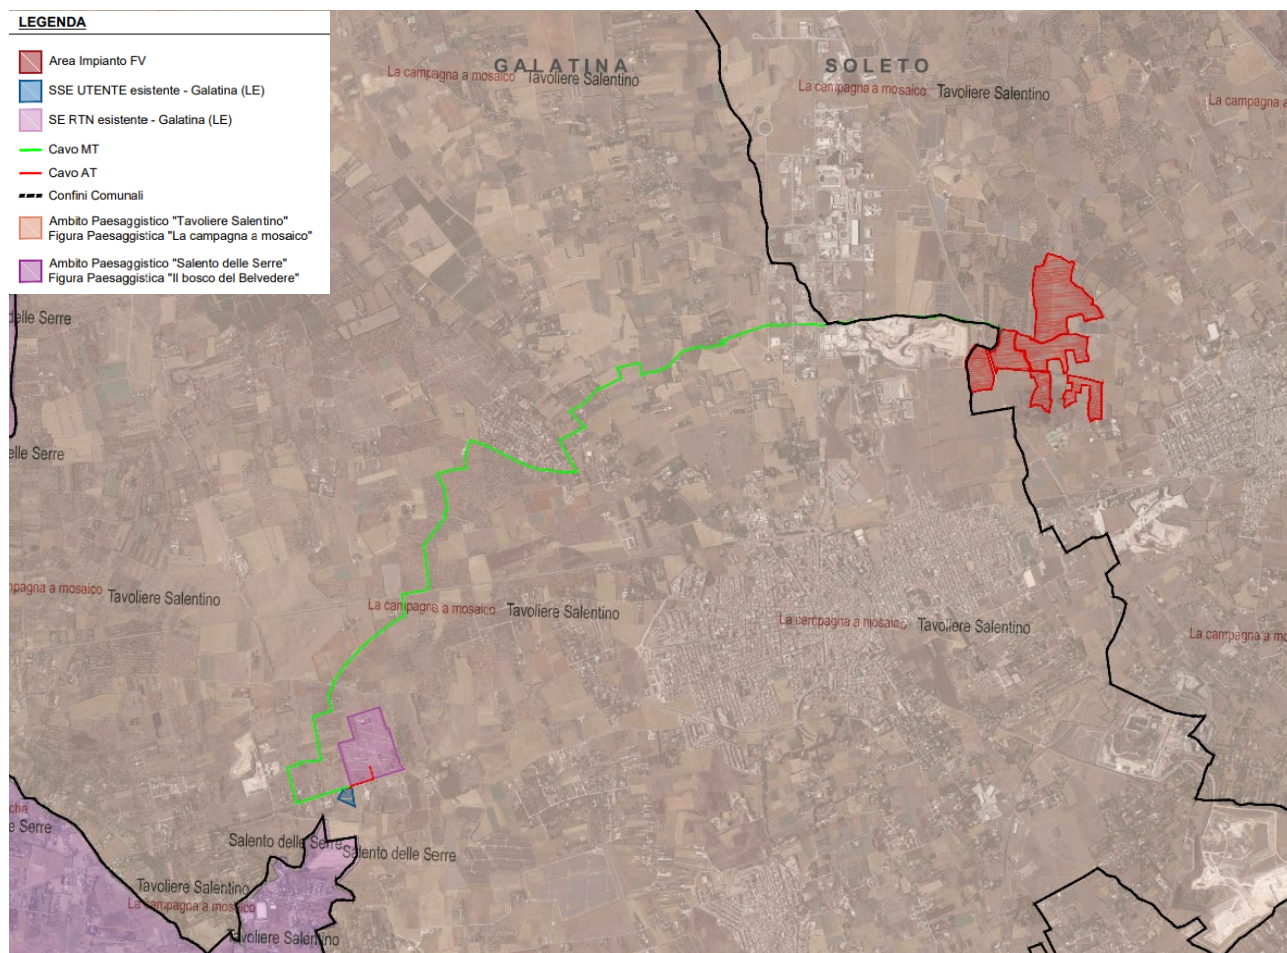 LEGENDA
Area Impianto FV
SSE UTENTE esistente - Galatina (LE)
SE RTN esistente - Galatina (LE)
Cavo MT
Cavo AT
Confini Comunali
Ambito Paesaggistico "Tavoliere Salentino"
Figura Paesaggistica "La campagna a mosaico"
Ambito Paesaggistico "Salento delle Serre"
Figura Paesaggistica "Il bosco del Belvedere"
GALATINA
SOLETO
La campagna a mosaico Tavoliere Salentino
La campagna a mosaico Tavoliere Salentino
La campagna a
delle Serre
elle Serre
mpagna a mosaico Tavoliere Salentino
La campagna a mosaico Tavoliere Salentino
La campagna a mosaico Tavoliere Salentino
La campagna a mo
che
e Serre
Salento delle Serre
Salento delle Serre
Tavoliere Salentino
La campagna a mosaico
Tavoliere Salentino